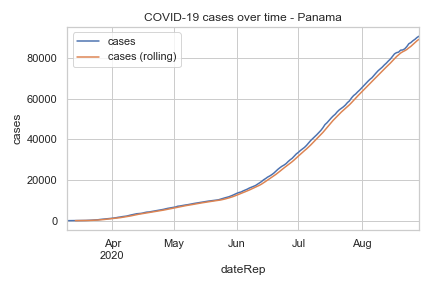 COVID-19 cases over time - Panama
cases
cases (rolling)
cases
80000
60000
40000
20000
0
Apr
2020
May
Jun
Jul
Aug
dateRep